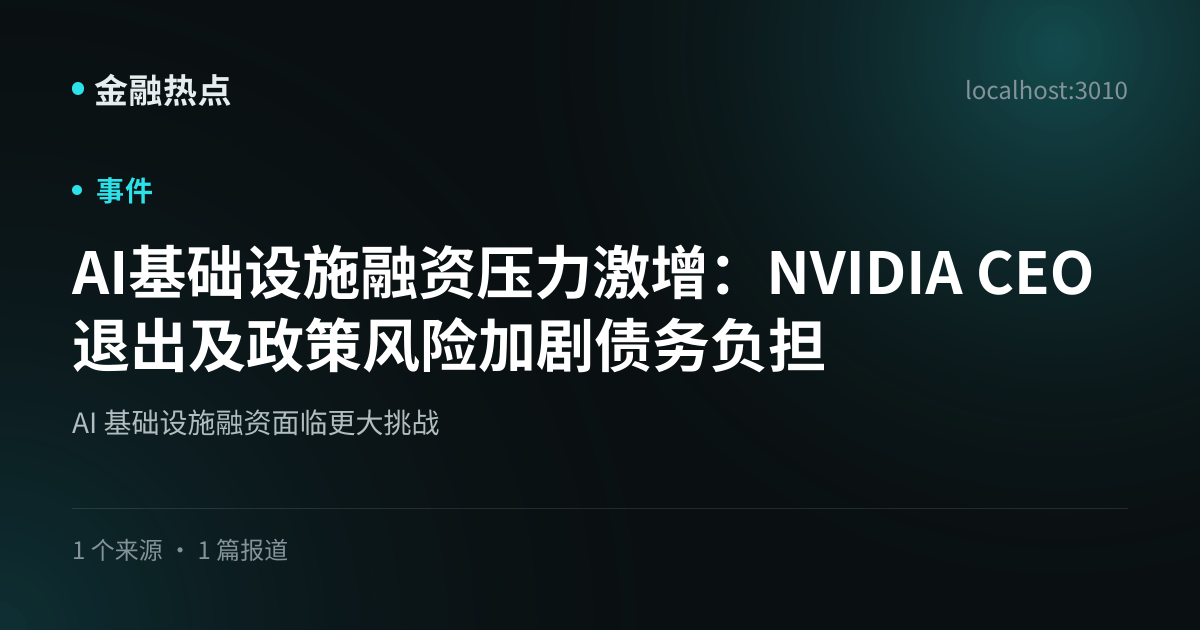 金融热点
localhost:3010
事件
AI基础设施融资压力激增：NVIDIA CEO
退出及政策风险加剧债务负担
AI 基础设施融资面临更大挑战
1 个来源 • 1 篇报道